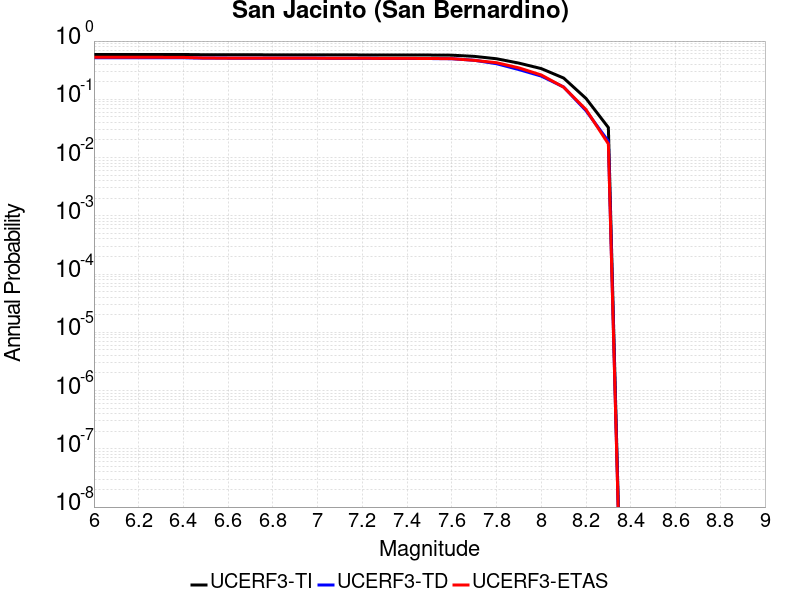 San Jacinto (San Bernardino)
10^0
10^-1
10^-2
10^-3
10^-4
10^-5
10^-6
10^-7
10^-8
Annual Probability
6 6.2 6.4 6.6 6.8 7 7.2 7.4 7.6 7.8 8 8.2 8.4 8.6 8.8 9
Magnitude
UCERF3-TI UCERF3-TD UCERF3-ETAS